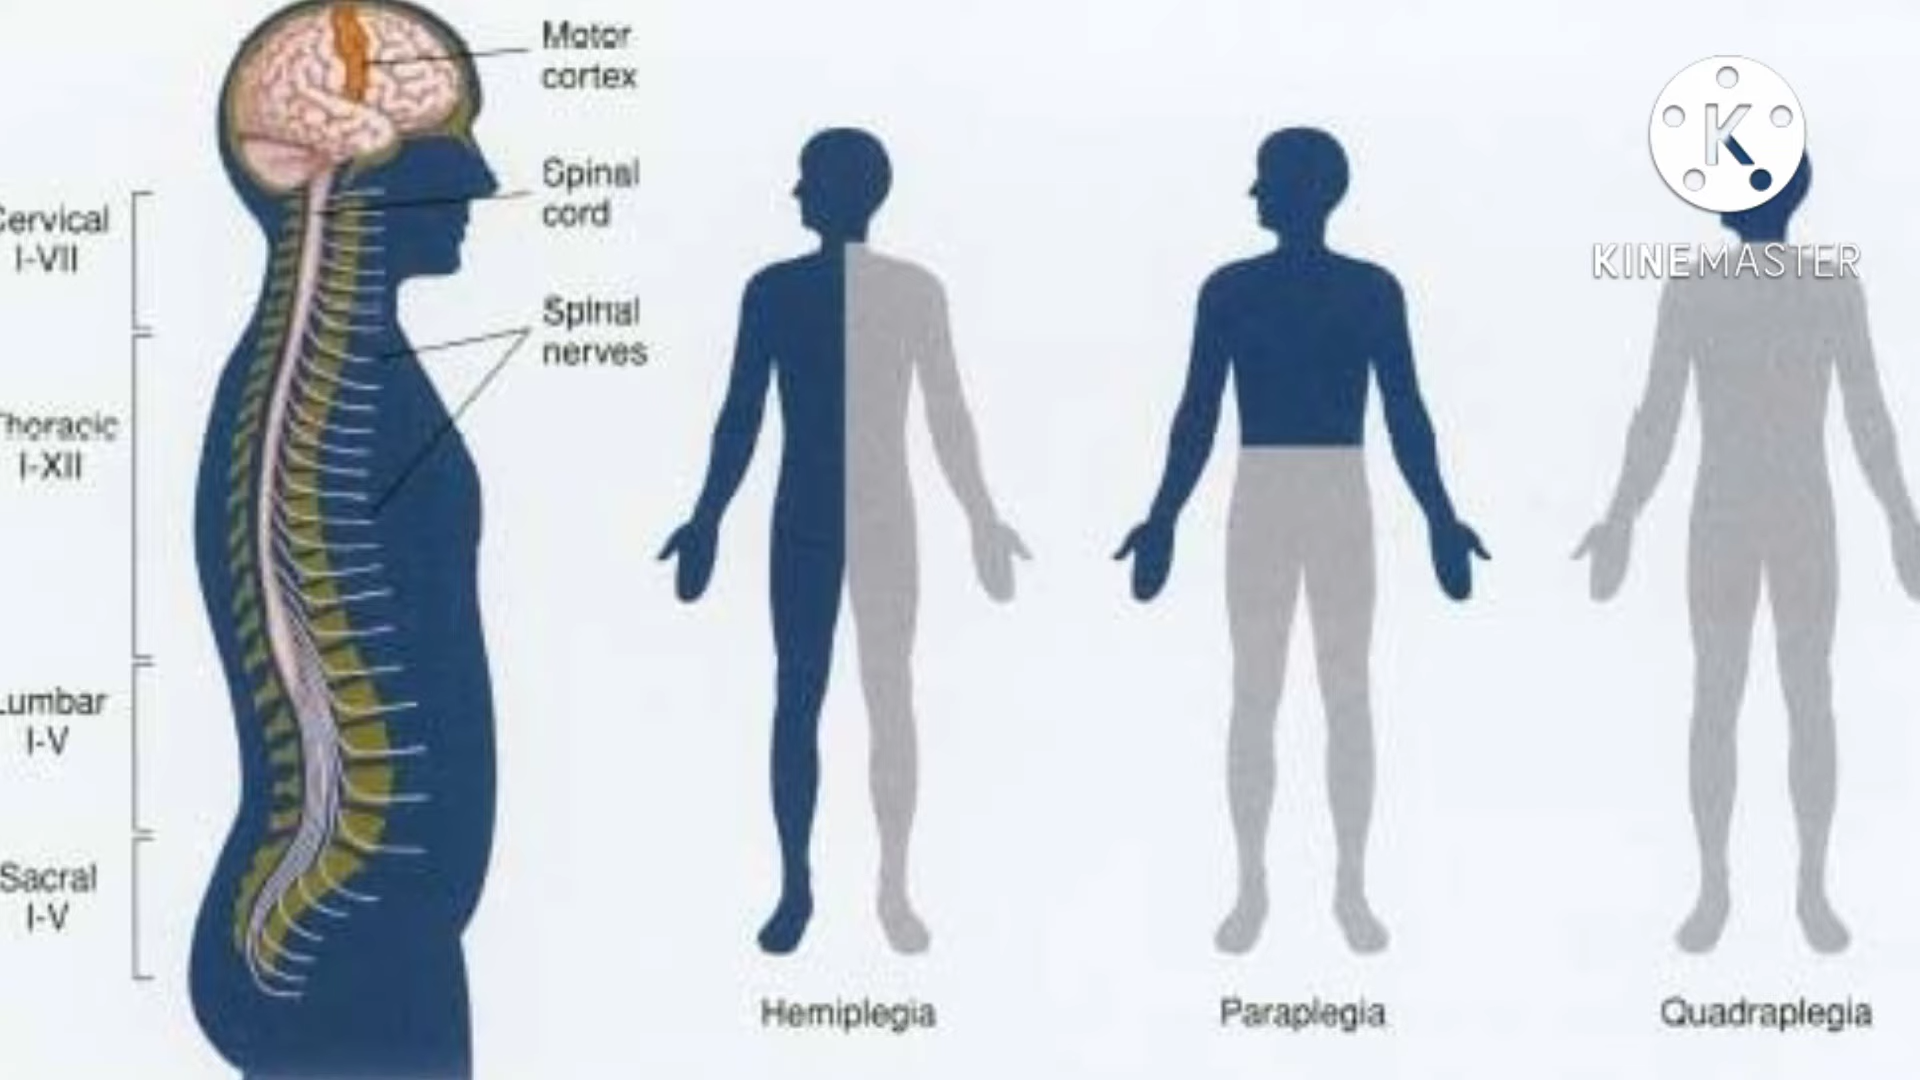 Motor
cortex
Spinal
cord
Spinal
nerves
Cervical
I-VII
Thoracic
I-XII
Lumbar
I-V
Sacral
I-V
K
KINEMASTER
Hemiplegia
Paraplegia
Quadraplegia